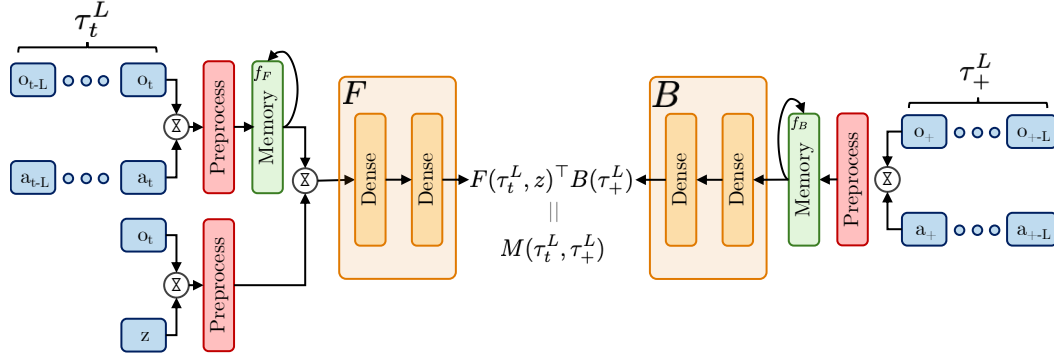 τ_t^L
o_{t-L} o_t
a_{t-L} a_t
Preprocess
f_F
Memory
o_t
z
Preprocess
F
Dense
Dense
F(τ_t^L, z)^⊤ B(τ_+^L)
||
M(τ_t^L, τ_+^L)
B
Dense
Dense
f_B
Memory
Preprocess
τ_+^L
o_+ o_{+-L}
a_+ a_{+-L}